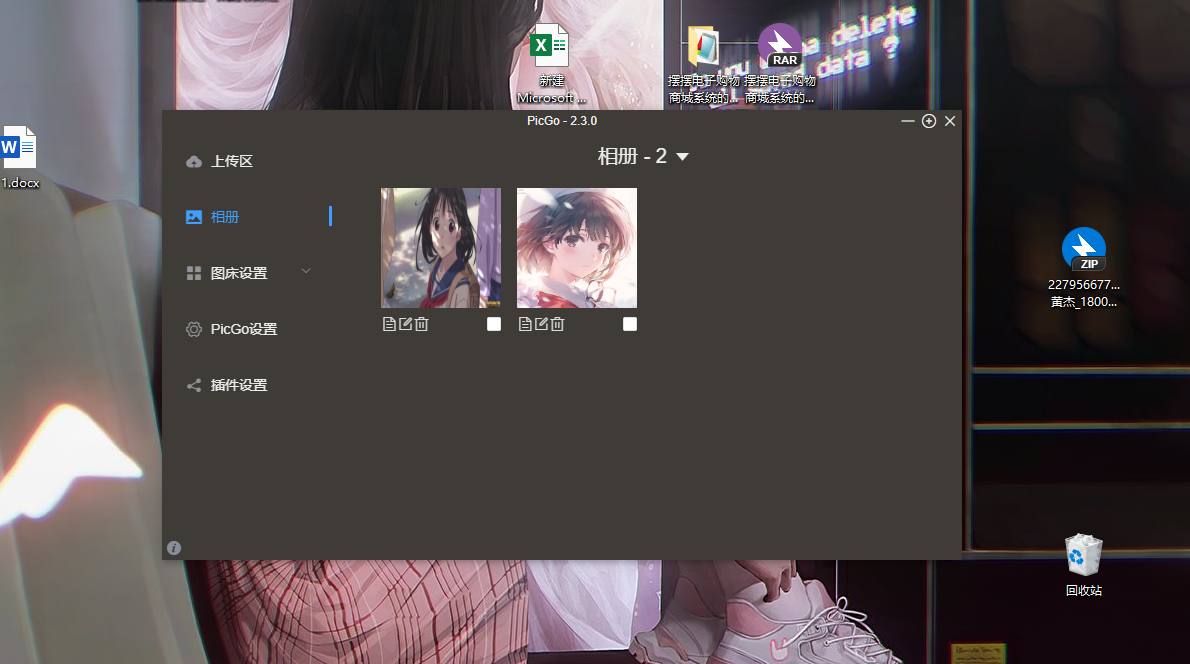 a delete
data ?
X
新建
Microsoft ...
摆摆电子购物
商城系统的...
RAR
摆摆电子购物
商城系统的...
W
1.docx
PicGo - 2.3.0
上传区
相册 - 2
相册
图床设置
PicGo设置
插件设置
ZIP
227956677...
黄杰_1800...
回收站